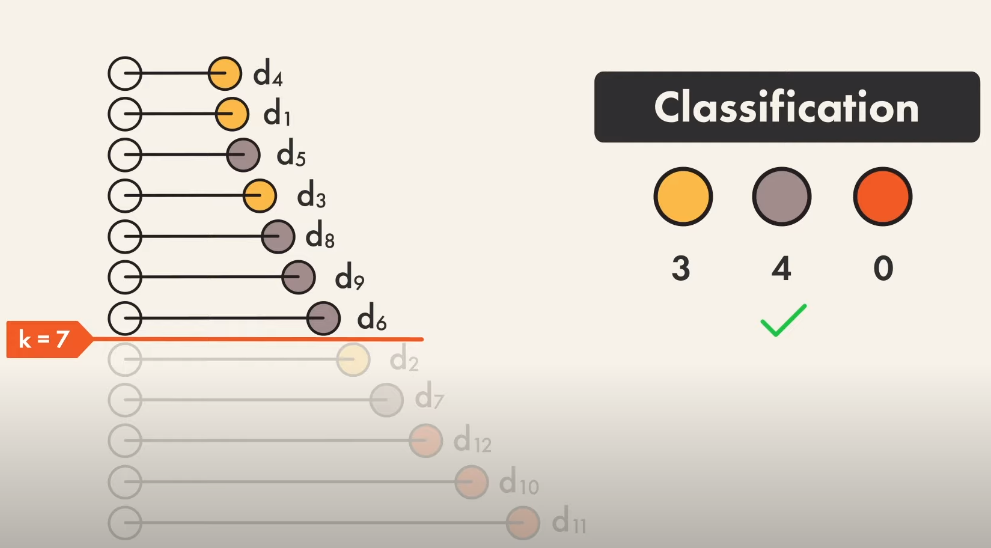 d4
d1
d5
d3
d8
d9
d6
k = 7
d2
d7
d12
d10
d11
Classification
3 4 0